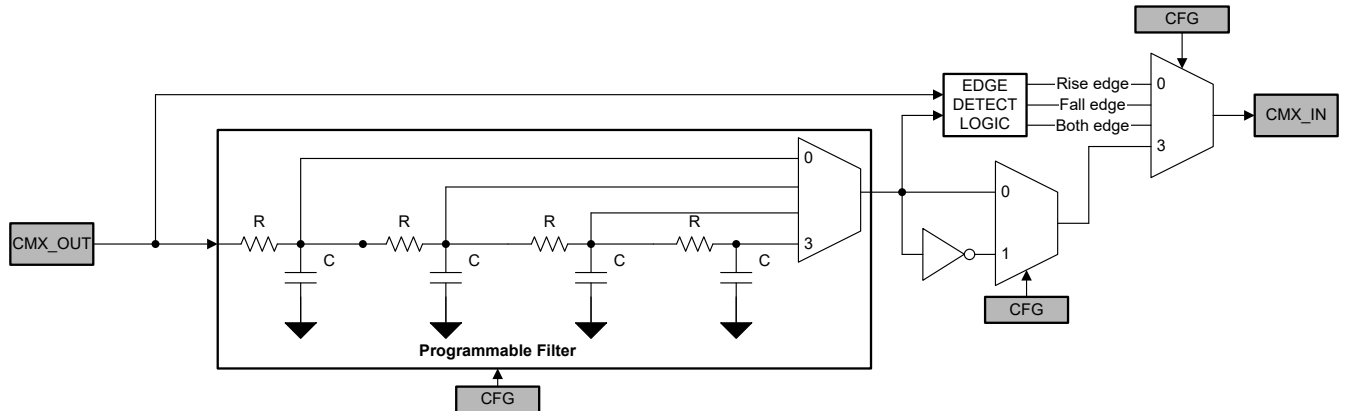 CFG
EDGE
DETECT
LOGIC
Rise edge
Fall edge
Both edge
0
3
CMX_IN
0
3
R
R
R
R
C
C
C
C
CMX_OUT
0
1
CFG
Programmable Filter
CFG